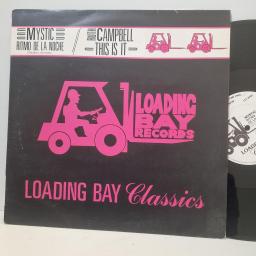 MYSTIC
RITMO DE LA NOCHE
CAMPBELL
THIS IS IT
LOADING
BAY
RECORDS
LOADING BAY Classics